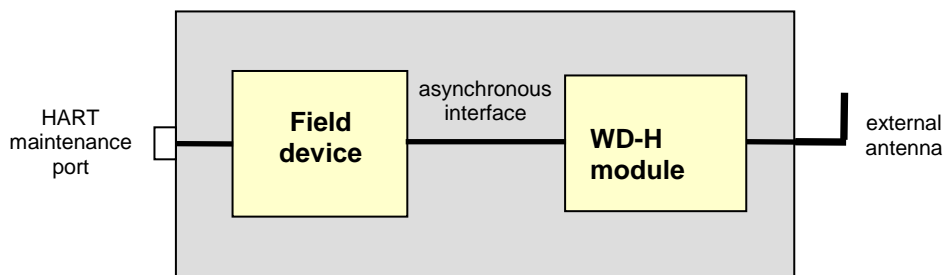 HART
maintenance
port
Field
device
asynchronous
interface
WD-H
module
external
antenna